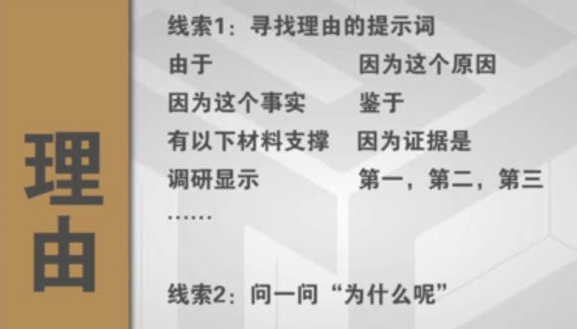 理由
线索1：寻找理由的提示词
由于 因为这个原因
因为这个事实 鉴于
有以下材料支撑 因为证据是
调研显示 第一，第二，第三
……
线索2：问一问“为什么呢”